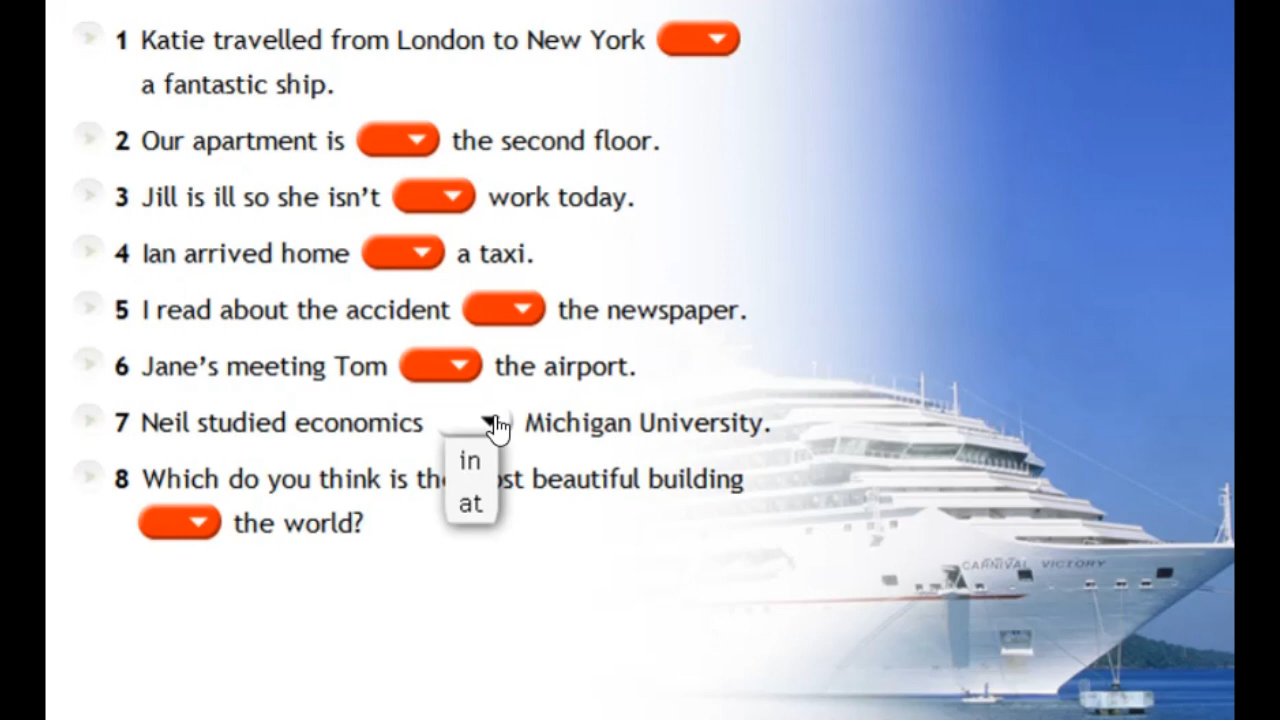 1 Katie travelled from London to New York
a fantastic ship.
2 Our apartment is the second floor.
3 Jill is ill so she isn't work today.
4 Ian arrived home a taxi.
5 I read about the accident the newspaper.
6 Jane's meeting Tom the airport.
7 Neil studied economics Michigan University.
in
8 Which do you think is beautiful building
at
the world?
CARNIVAL VICTORY